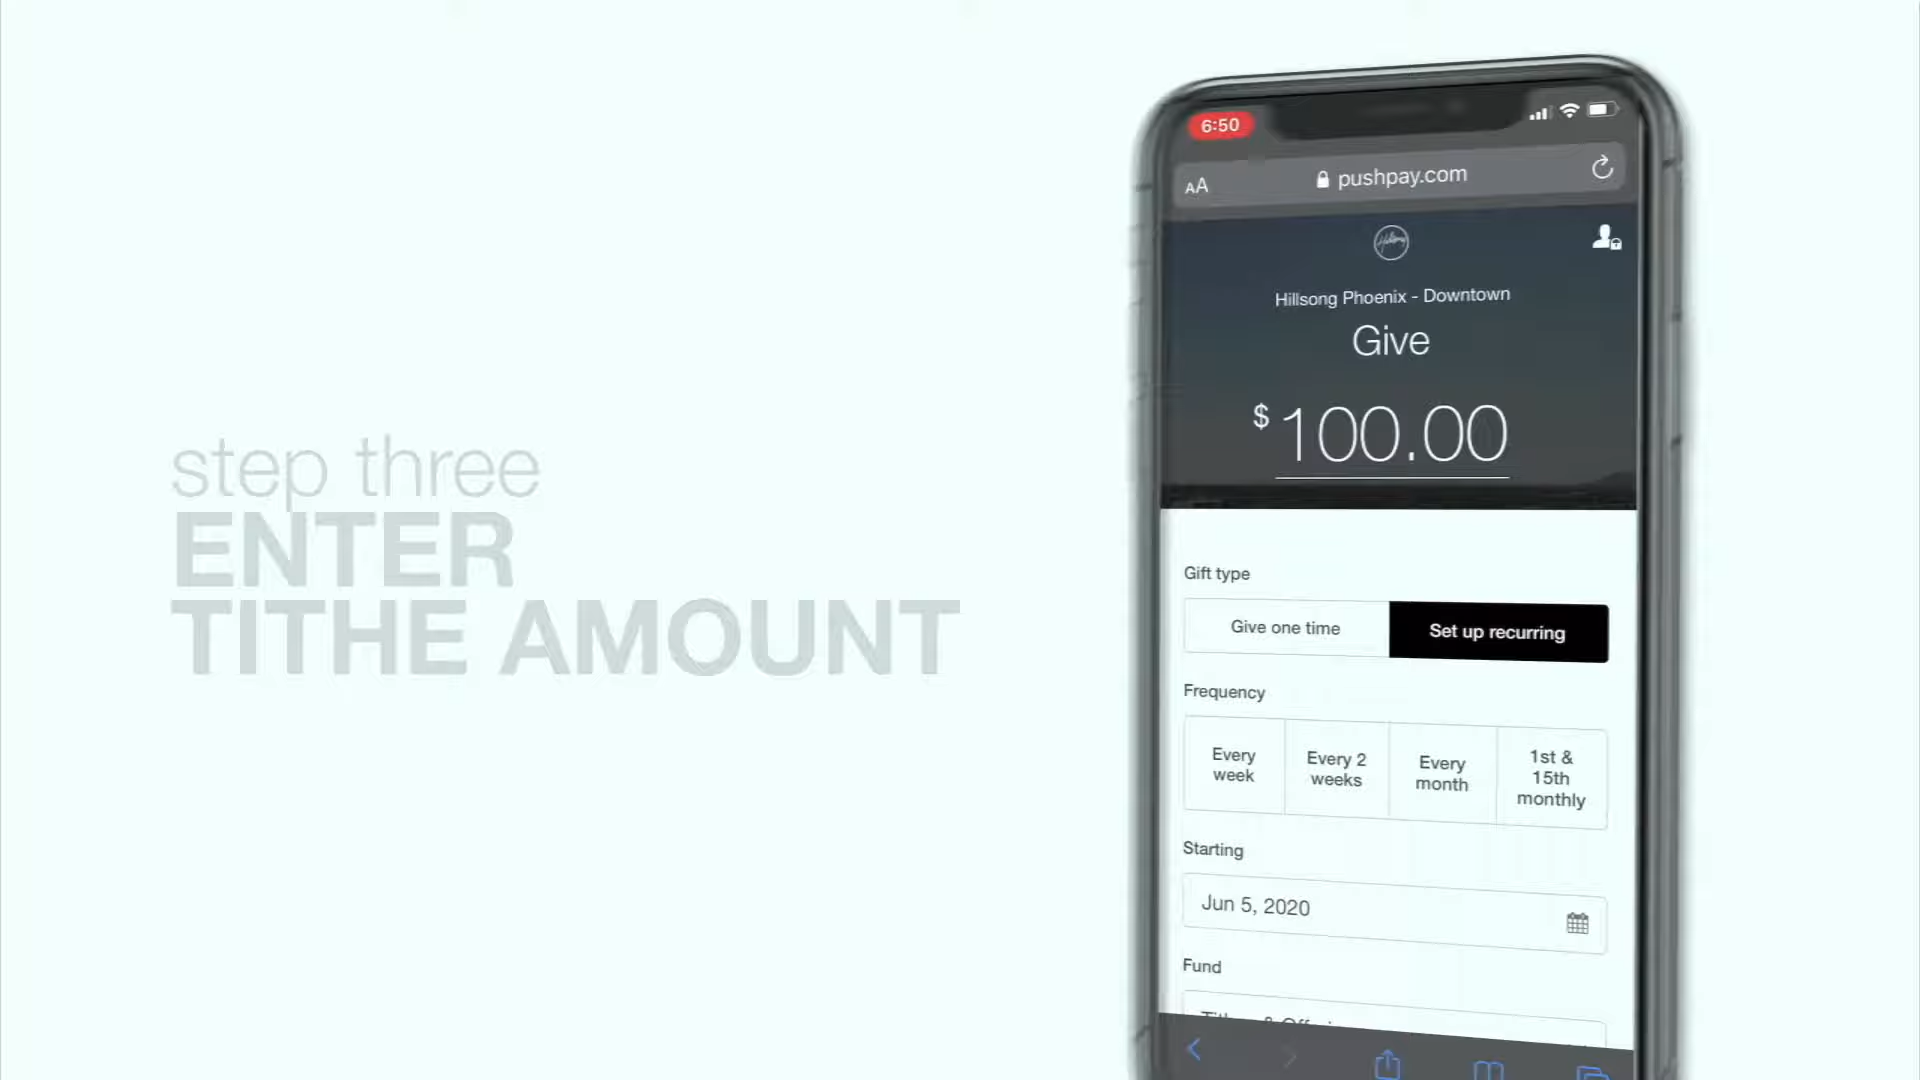 step three
ENTER
TITHE AMOUNT
6:50
AA
pushpay.com
Hillsong
Hillsong Phoenix - Downtown
Give
$ 100.00
Gift type
Give one time
Set up recurring
Frequency
Every
week
Every 2
weeks
Every
month
1st &
15th
monthly
Starting
Jun 5, 2020
Fund